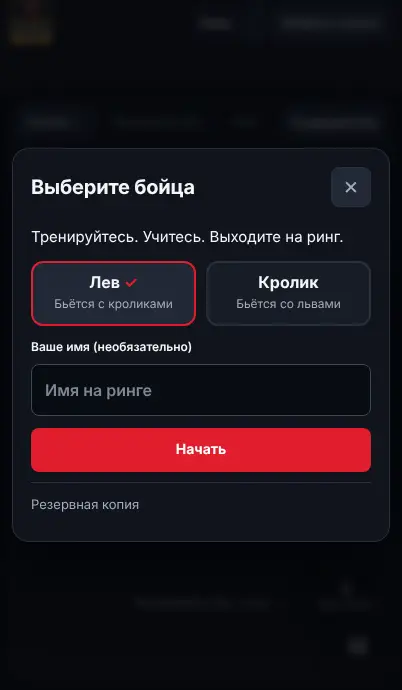 Выберите бойца
Тренируйтесь. Учитесь. Выходите на ринг.
Лев ✓
Бьётся с кроликами
Кролик
Бьётся со львами
Ваше имя (необязательно)
Имя на ринге
Начать
Резервная копия